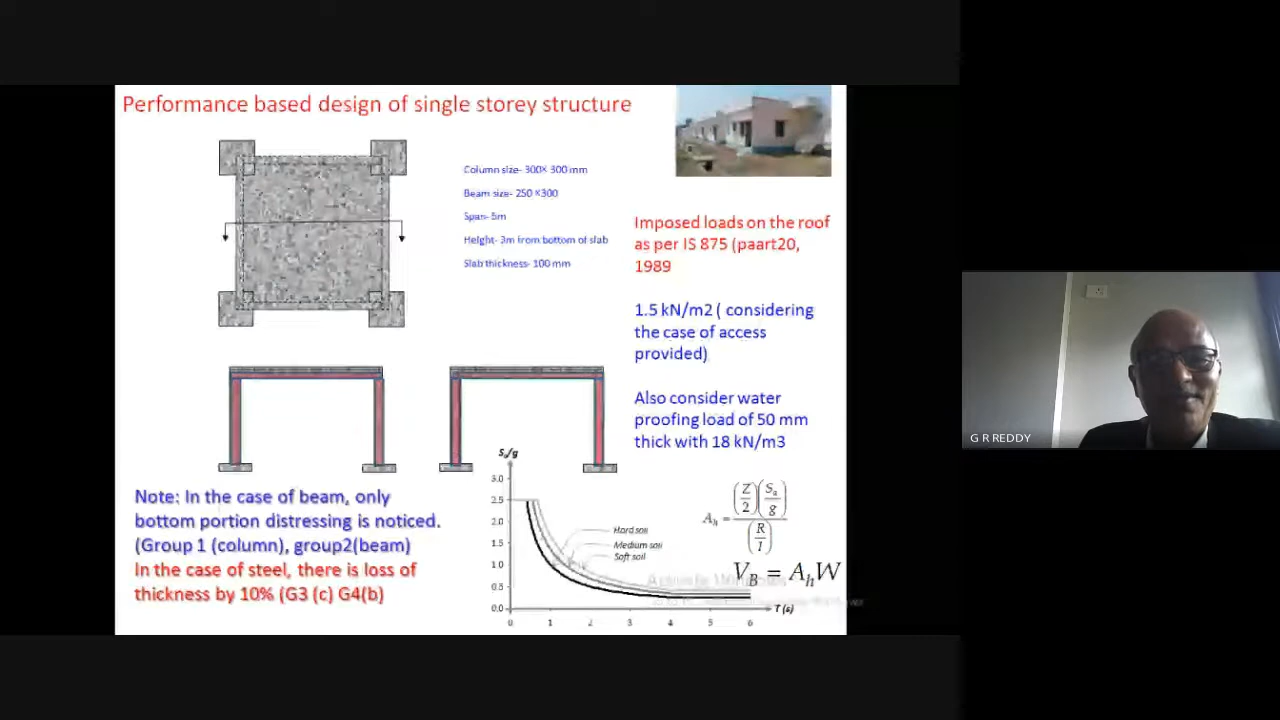 Performance based design of single storey structure
Column size- 300× 300 mm
Beam size- 250 ×300
Span- 5m
Height- 3m from bottom of slab
Slab thickness- 100 mm
Imposed loads on the roof
as per IS 875 (paart20,
1989
1.5 kN/m2 ( considering
the case of access
provided)
Also consider water
proofing load of 50 mm
thick with 18 kN/m3
Note: In the case of beam, only
bottom portion distressing is noticed.
(Group 1 (column), group2(beam)
In the case of steel, there is loss of
thickness by 10% (G3 (c) G4(b)
Sₐ/g
3.0
2.5
2.0
1.5
1.0
0.5
0.0
0 1 2 3 4 5 6
T (s)
Hard soil
Medium soil
Soft soil
A_h = (Z/2)(Sₐ/g) / (R/I)
V_B = A_hW
G R REDDY